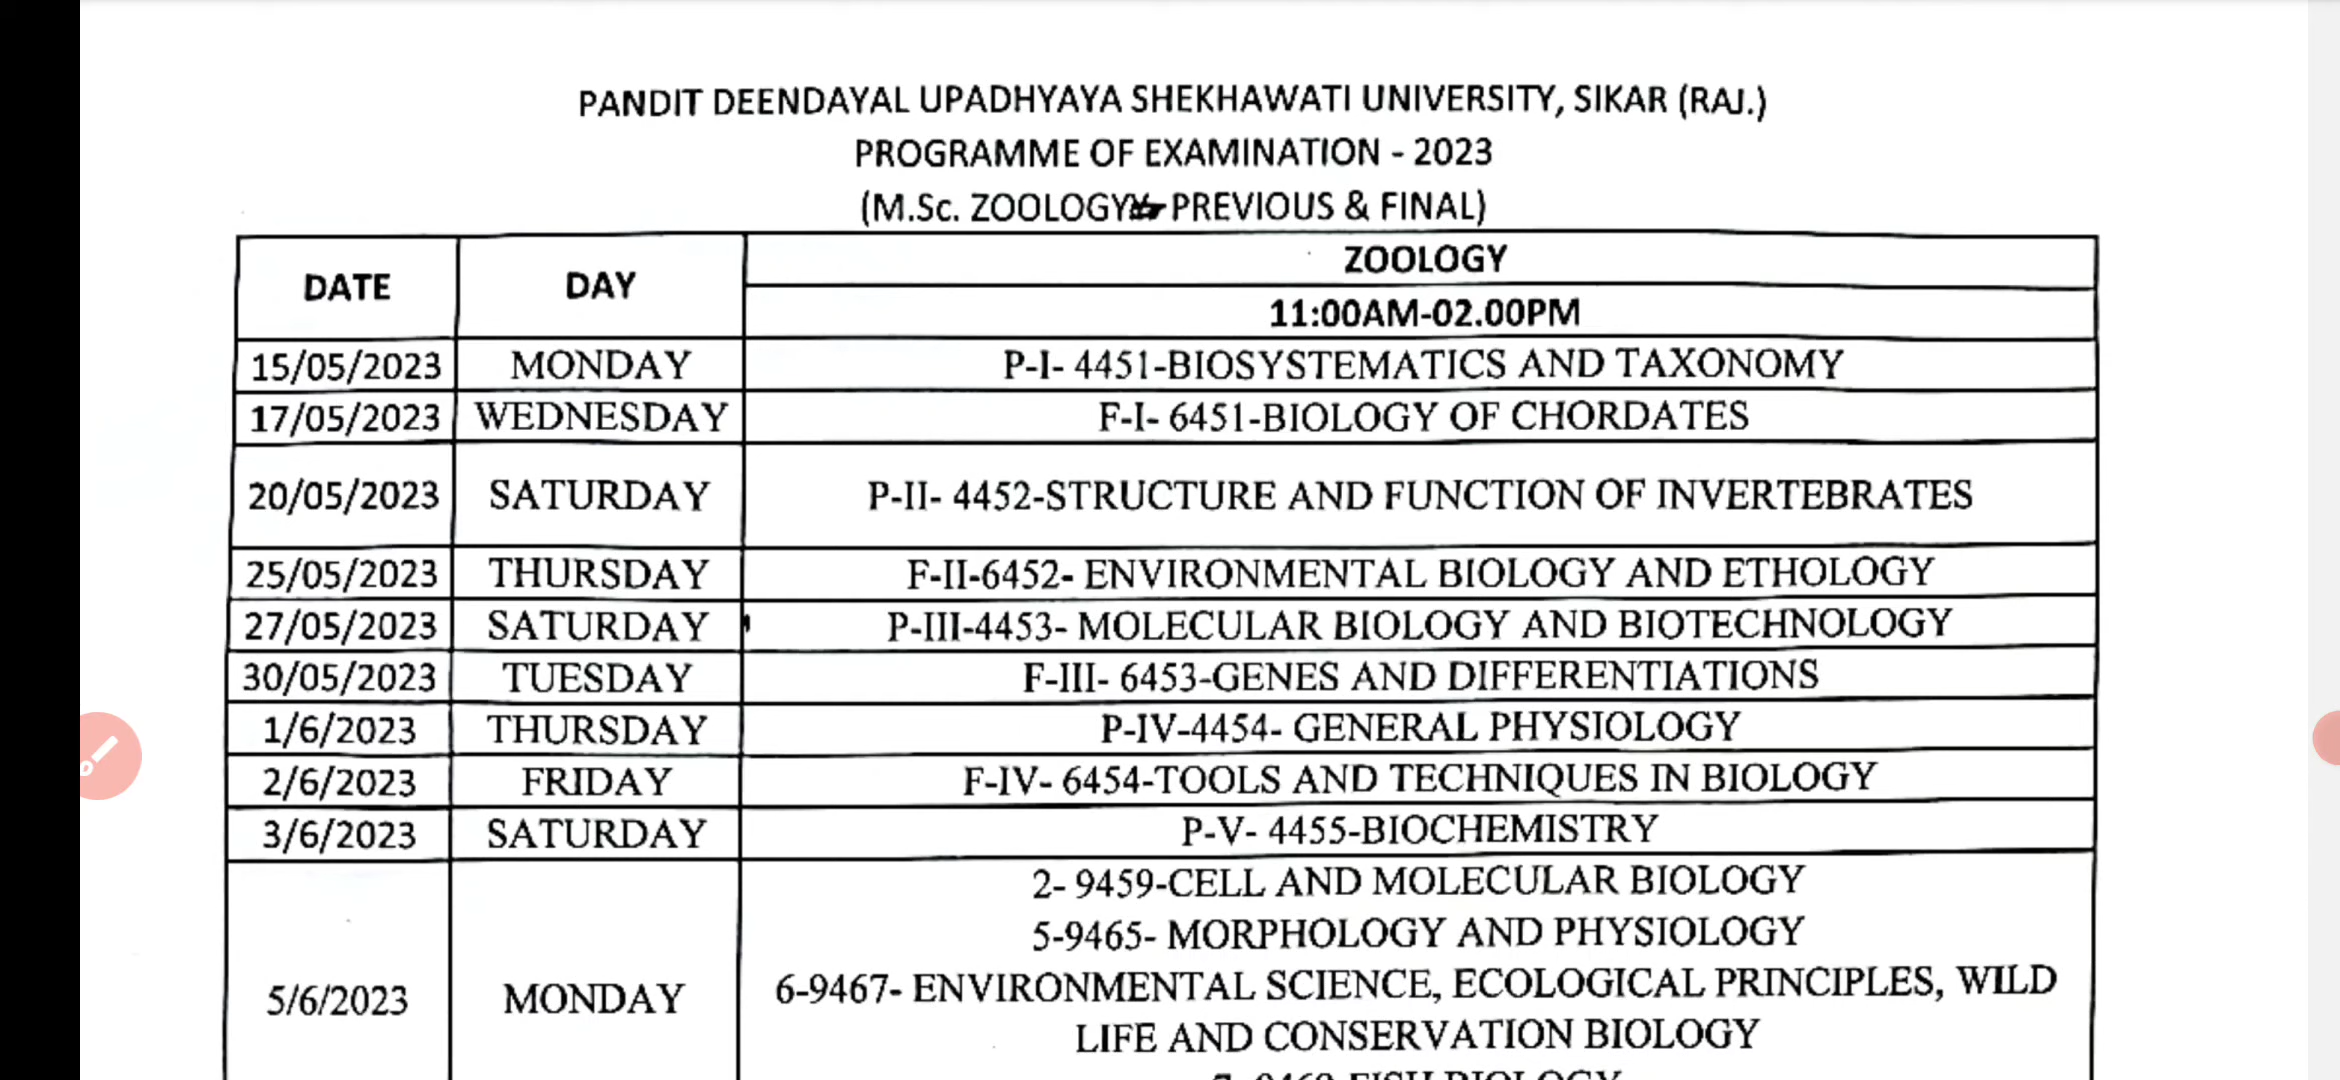 PANDIT DEENDAYAL UPADHYAYA SHEKHAWATI UNIVERSITY, SIKAR (RAJ.)
PROGRAMME OF EXAMINATION - 2023
(M.Sc. ZOOLOGY PREVIOUS & FINAL)
DATE DAY ZOOLOGY
11:00AM-02.00PM
15/05/2023 MONDAY P-I- 4451-BIOSYSTEMATICS AND TAXONOMY
17/05/2023 WEDNESDAY F-I- 6451-BIOLOGY OF CHORDATES
20/05/2023 SATURDAY P-II- 4452-STRUCTURE AND FUNCTION OF INVERTEBRATES
25/05/2023 THURSDAY F-II-6452- ENVIRONMENTAL BIOLOGY AND ETHOLOGY
27/05/2023 SATURDAY P-III-4453- MOLECULAR BIOLOGY AND BIOTECHNOLOGY
30/05/2023 TUESDAY F-III- 6453-GENES AND DIFFERENTIATIONS
1/6/2023 THURSDAY P-IV-4454- GENERAL PHYSIOLOGY
2/6/2023 FRIDAY F-IV- 6454-TOOLS AND TECHNIQUES IN BIOLOGY
3/6/2023 SATURDAY P-V- 4455-BIOCHEMISTRY
2- 9459-CELL AND MOLECULAR BIOLOGY
5-9465- MORPHOLOGY AND PHYSIOLOGY
5/6/2023 MONDAY 6-9467- ENVIRONMENTAL SCIENCE, ECOLOGICAL PRINCIPLES, WILD
LIFE AND CONSERVATION BIOLOGY